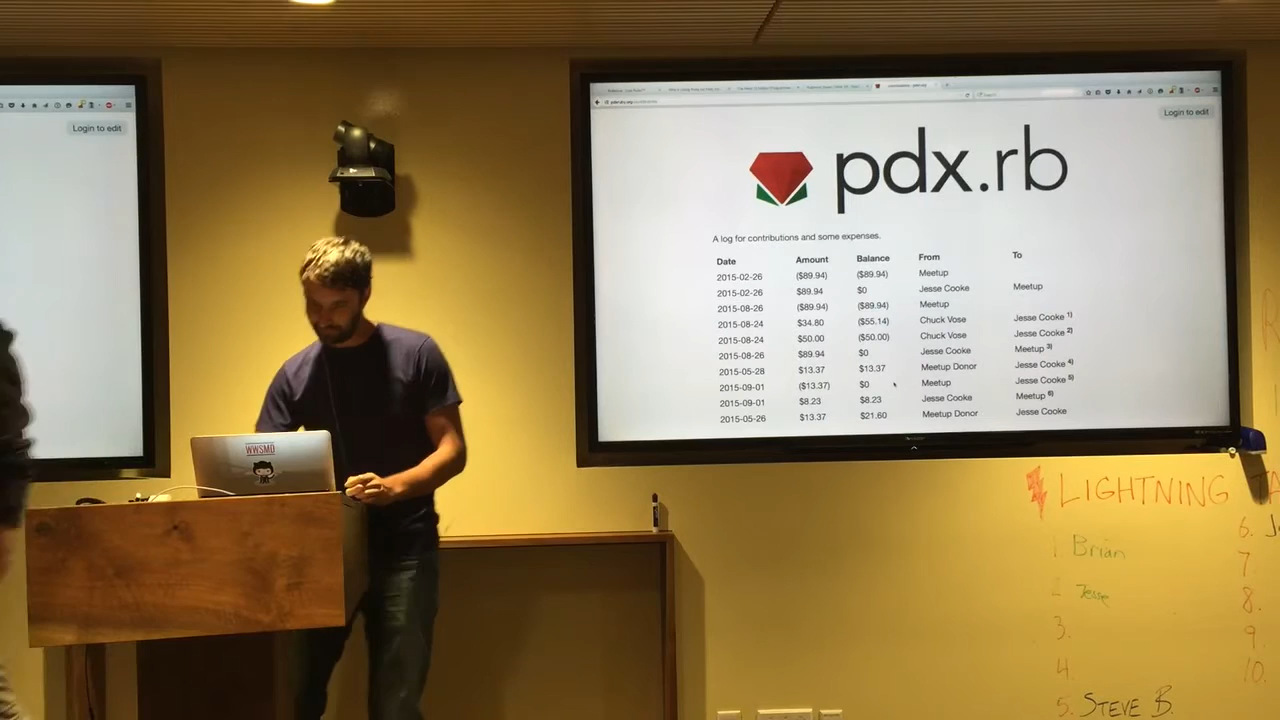 Login to edit
Login to edit
pdx.rb
A log for contributions and some expenses.
Date Amount Balance From To
2015-02-26 ($89.94) ($89.94) Meetup
2015-02-26 $89.94 $0 Jesse Cooke Meetup
2015-08-26 ($89.94) ($89.94) Meetup
2015-08-24 $34.80 ($55.14) Chuck Vose Jesse Cooke 1)
2015-08-24 $50.00 ($50.00) Chuck Vose Jesse Cooke 2)
2015-08-26 $89.94 $0 Jesse Cooke Meetup 3)
2015-05-28 $13.37 $13.37 Meetup Donor Jesse Cooke 4)
2015-09-01 ($13.37) $0 Meetup Jesse Cooke 5)
2015-09-01 $8.23 $8.23 Jesse Cooke Meetup 6)
2015-05-26 $13.37 $21.60 Meetup Donor Jesse Cooke
WWSMD
LIGHTNING
1 Brian
2 Jesse
3.
4.
5. STEVE B.
6.
7
8.
9.
10.